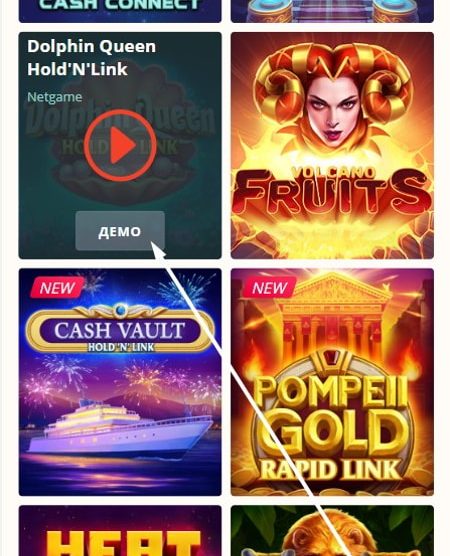 CASH CONNECT
Dolphin Queen
Hold'N'Link
Netgame
Dolphin Queen
HOLD 'N' LINK
ДЕМО
VOLCANO
FRUITS
NEW
CASH VAULT
HOLD 'N' LINK
NEW
POMPEII
GOLD
RAPID LINK
HEAT